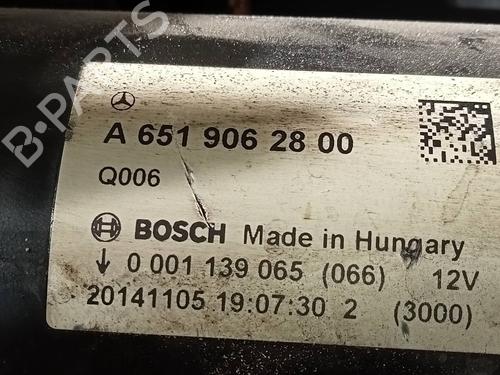 A 651 906 28 00
Q006
BOSCH Made in Hungary
↓ 0 001 139 065 (066) 12V
20141105 19:07:30 2 (3000)
B-PARTS